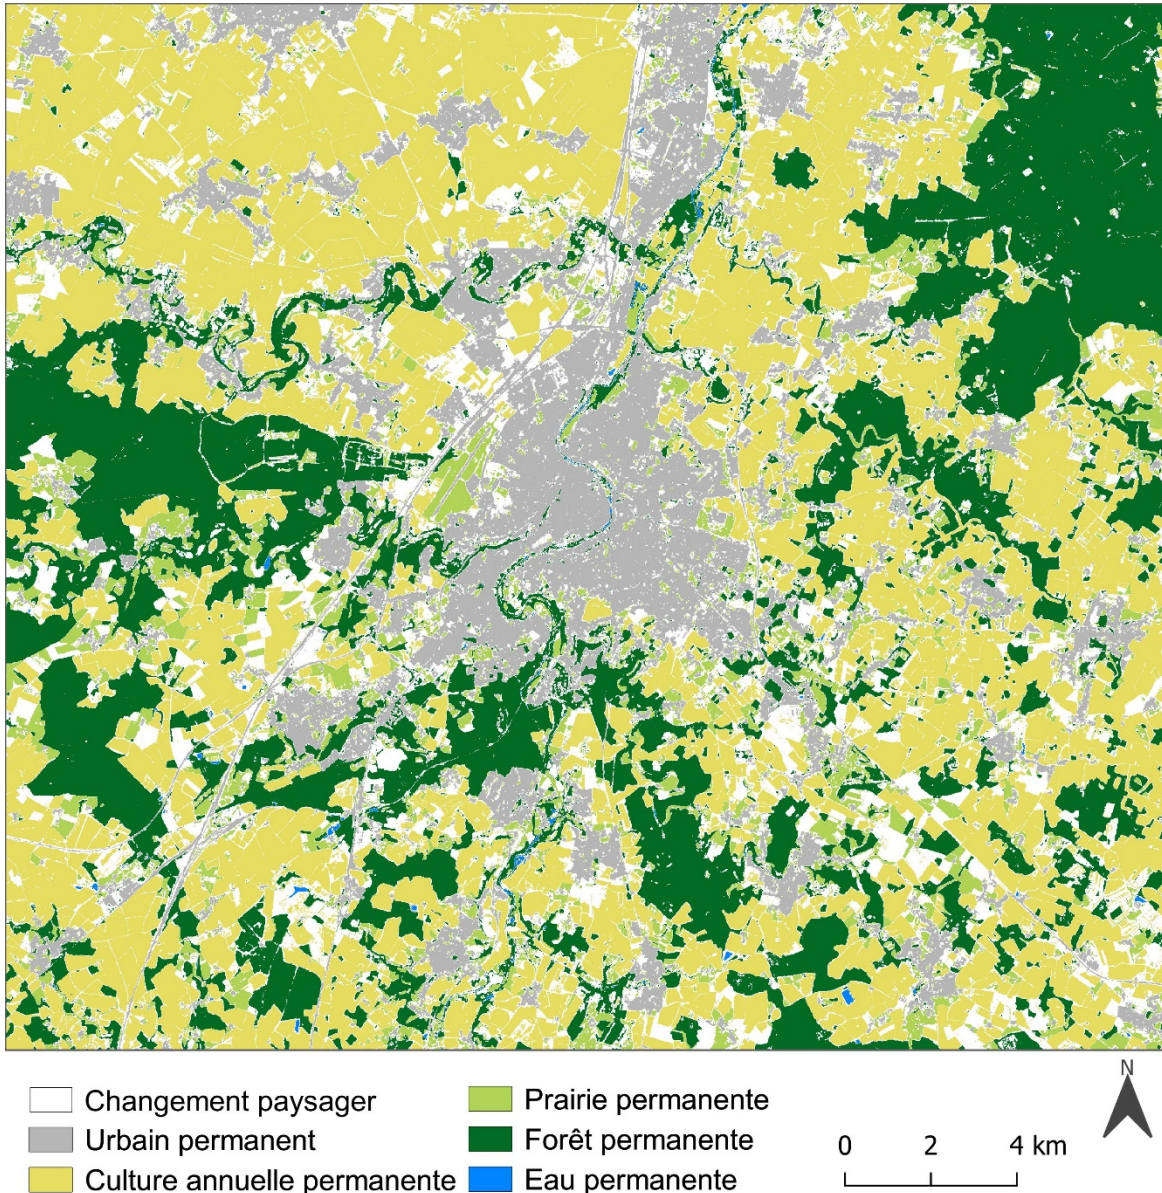 N
Changement paysager
Prairie permanente
Urbain permanent
Forêt permanente
0 2 4 km
Culture annuelle permanente
Eau permanente